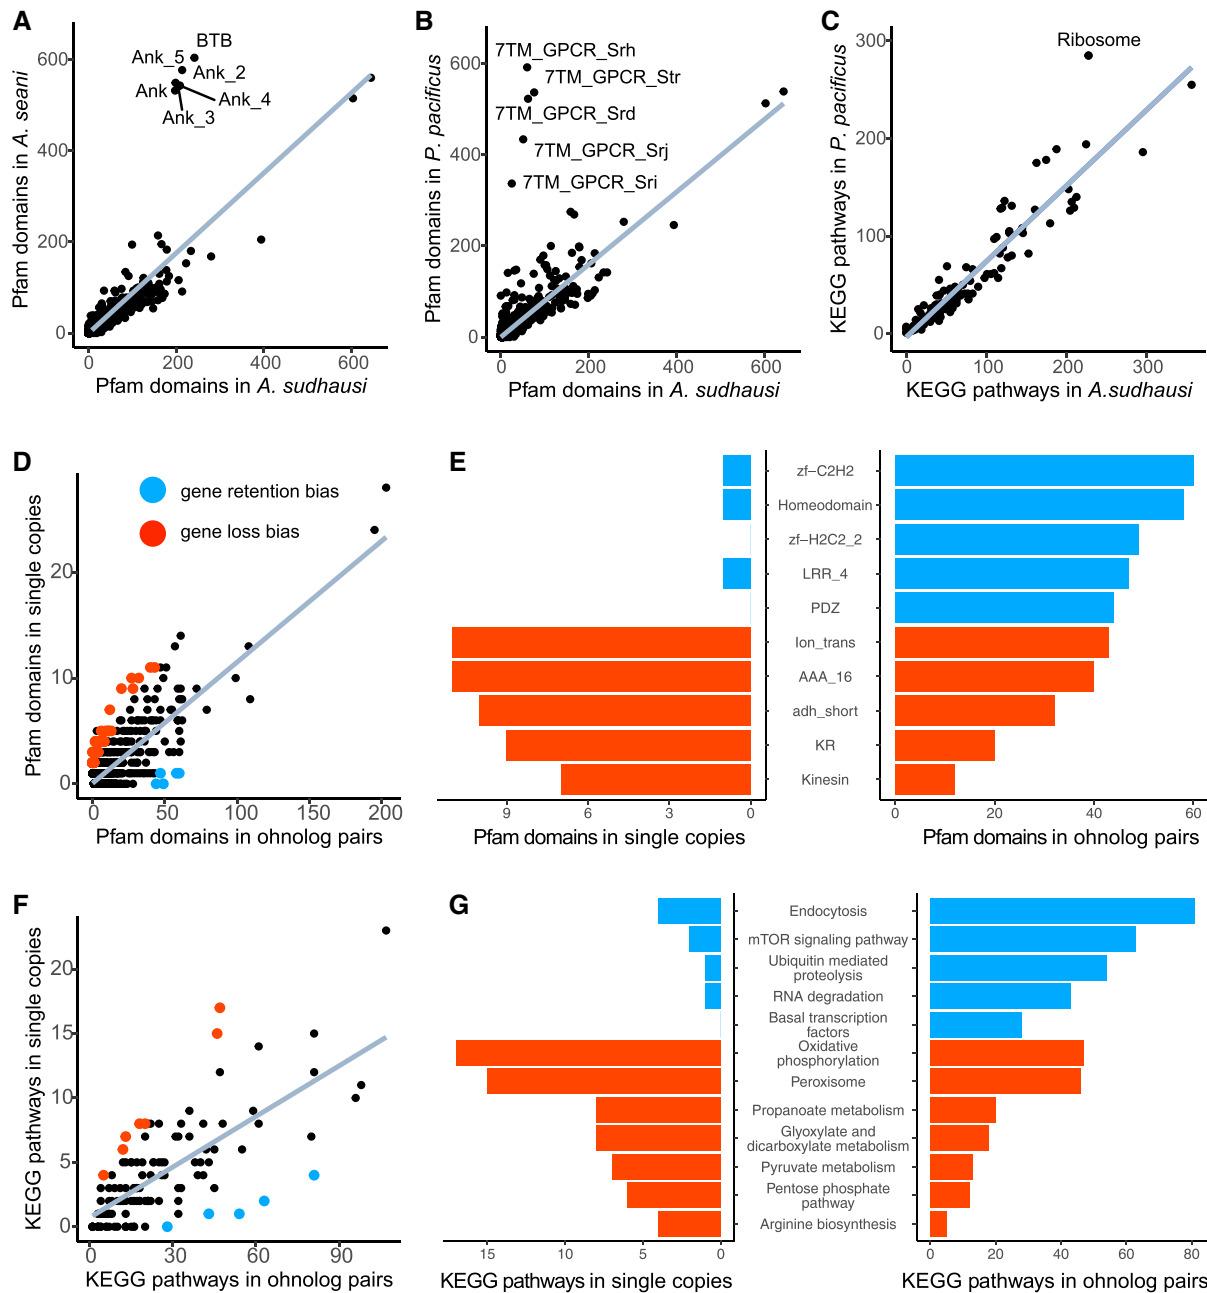 A
Pfam domains in A. seani
600
400
200
0
BTB
Ank_5
Ank_2
Ank
Ank_4
Ank_3
0
200
400
600
Pfam domains in A. sudhausi
B
Pfam domains in P. pacificus
600
400
200
0
7TM_GPCR_Srh
7TM_GPCR_Str
7TM_GPCR_Srd
7TM_GPCR_Srj
7TM_GPCR_Sri
0
200
400
600
Pfam domains in A. sudhausi
C
KEGG pathways in P. pacificus
300
200
100
0
Ribosome
0
100
200
300
KEGG pathways in A.sudhausi
D
Pfam domains in single copies
20
10
0
gene retention bias
gene loss bias
0
50
100
150
200
Pfam domains in ohnolog pairs
E
zf−C2H2
Homeodomain
zf−H2C2_2
LRR_4
PDZ
Ion_trans
AAA_16
adh_short
KR
Kinesin
9
6
3
0
Pfam domains in single copies
0
20
40
60
Pfam domains in ohnolog pairs
F
KEGG pathways in single copies
20
15
10
5
0
0
30
60
90
KEGG pathways in ohnolog pairs
G
Endocytosis
mTOR signaling pathway
Ubiquitin mediated
proteolysis
RNA degradation
Basal transcription
factors
Oxidative
phosphorylation
Peroxisome
Propanoate metabolism
Glyoxylate and
dicarboxylate metabolism
Pyruvate metabolism
Pentose phosphate
pathway
Arginine biosynthesis
15
10
5
0
KEGG pathways in single copies
0
20
40
60
80
KEGG pathways in ohnolog pairs